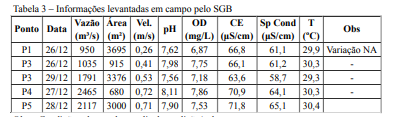 Tabela 3 – Informações levantadas em campo pelo SGB
Ponto Data Vazão (m³/s) Área (m²) Vel. (m/s) pH OD (mg/L) CE (µS/cm) Sp Cond (µS/cm) T (°C) Obs
P1 26/12 950 3695 0,26 7,62 6,87 66,8 61,1 29,9 Variação NA
P3 26/12 1035 915 0,41 7,98 7,75 66,1 61,2 30,3 -
P3 29/12 1791 3376 0,53 7,56 7,18 63,6 58,7 29,3 -
P4 27/12 2465 680 0,72 8,11 7,86 70,9 64,1 30,3 -
P5 28/12 2117 3000 0,71 7,90 7,53 71,8 65,1 30,4 -